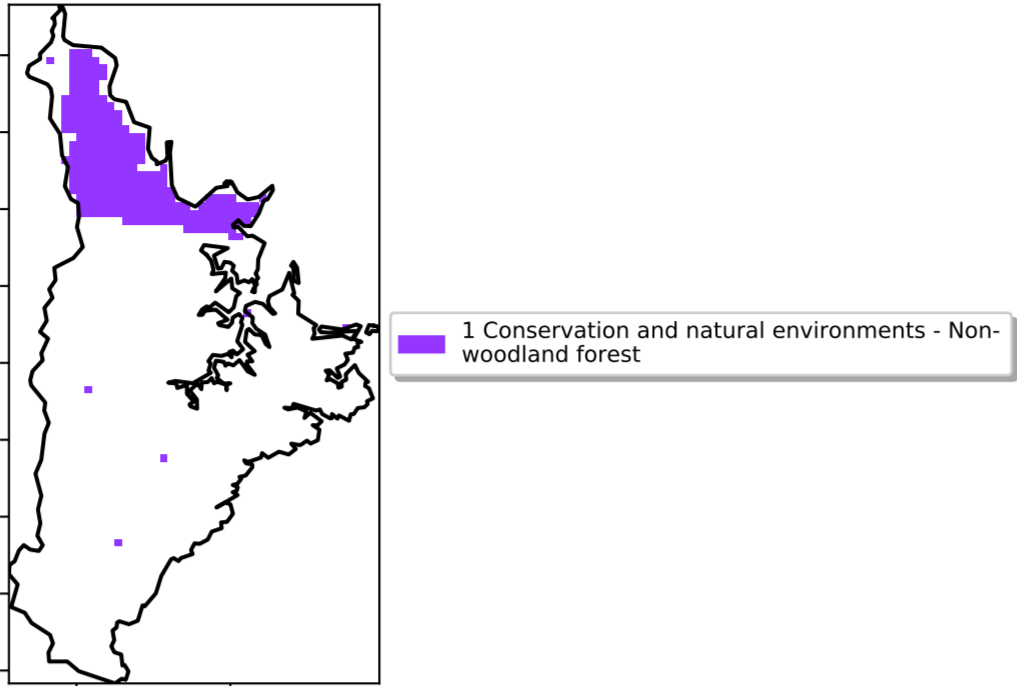 1 Conservation and natural environments - Non-
woodland forest